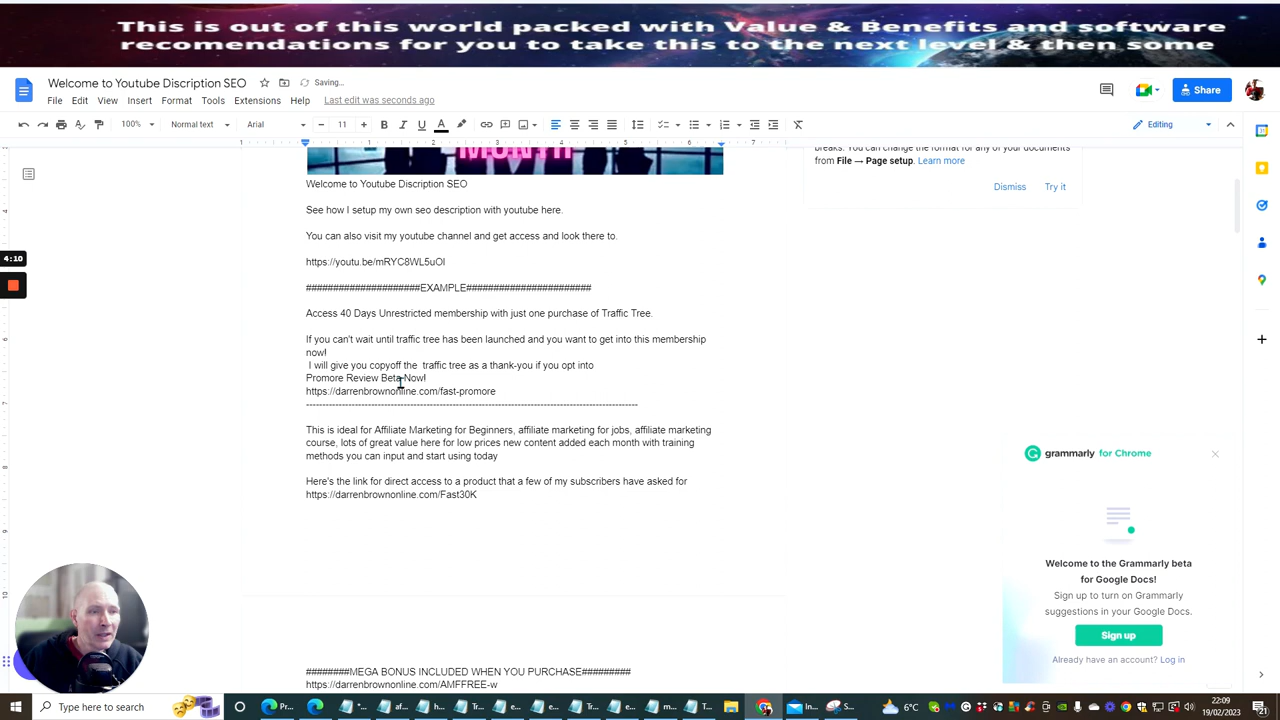 This is out of this world packed with Value & Benefits and software
recomendations for you to take this to the next level & then some
Welcome to Youtube Discription SEO
Saving...
File Edit View Insert Format Tools Extensions Help Last edit was seconds ago
Share
100% Normal text Arial 11
Editing
1 1 2 3 4 5 6 7
MONTH
breaks. You can change the format for any of your documents
from File → Page setup. Learn more
Dismiss Try it
Welcome to Youtube Discription SEO
See how I setup my own seo description with youtube here.
You can also visit my youtube channel and get access and look there to.
https://youtu.be/mRYC8WL5uOI
4:10
#####################EXAMPLE#######################
Access 40 Days Unrestricted membership with just one purchase of Traffic Tree.
If you can't wait until traffic tree has been launched and you want to get into this membership
now!
I will give you copyoff the traffic tree as a thank-you if you opt into
Promore Review Beta Now!
https://darrenbrownonline.com/fast-promore
--------------------------------------------------------------------------------------------------
This is ideal for Affiliate Marketing for Beginners, affiliate marketing for jobs, affiliate marketing
course, lots of great value here for low prices new content added each month with training
methods you can input and start using today
Here's the link for direct access to a product that a few of my subscribers have asked for
https://darrenbrownonline.com/Fast30K
grammarly for Chrome
Welcome to the Grammarly beta
for Google Docs!
Sign up to turn on Grammarly
suggestions in your Google Docs.
Sign up
Already have an account? Log in
########MEGA BONUS INCLUDED WHEN YOU PURCHASE#########
https://darrenbrownonline.com/AMFFREE-w
Type here to search
6°C
22:09
19/02/2023